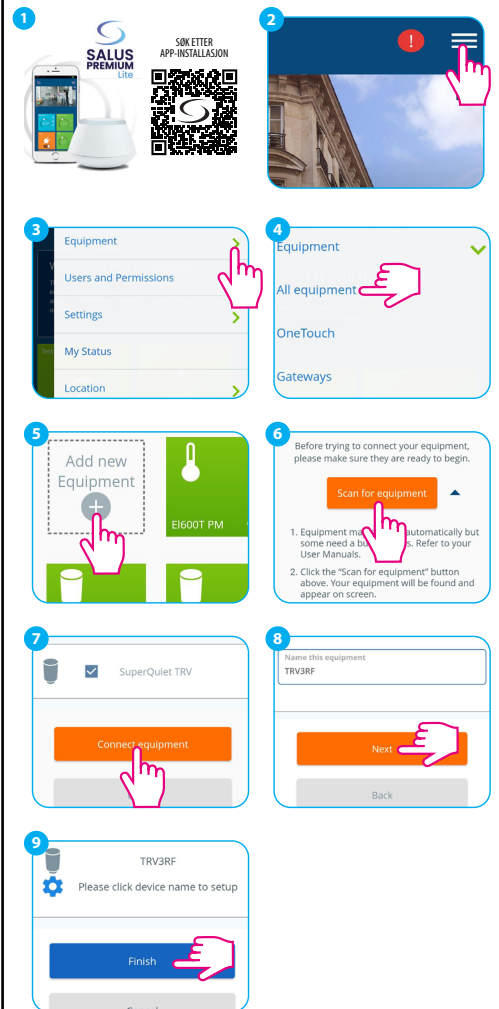 1
SALUS
PREMIUM
Lite
SØK ETTER
APP-INSTALLASJON
2
!
3
Equipment
Users and Permissions
Settings
My Status
Location
4
Equipment
All equipment
OneTouch
Gateways
5
Add new
Equipment
EI600T PM
6
Before trying to connect your equipment,
please make sure they are ready to begin.
Scan for equipment
1. Equipment automatically but
some need a Refer to your
User Manuals.
2. Click the “Scan for equipment” button
above. Your equipment will be found and
appear on screen.
7
SuperQuiet TRV
Connect equipment
8
Name this equipment
TRV3RF
Next
Back
9
TRV3RF
Please click device name to setup
Finish